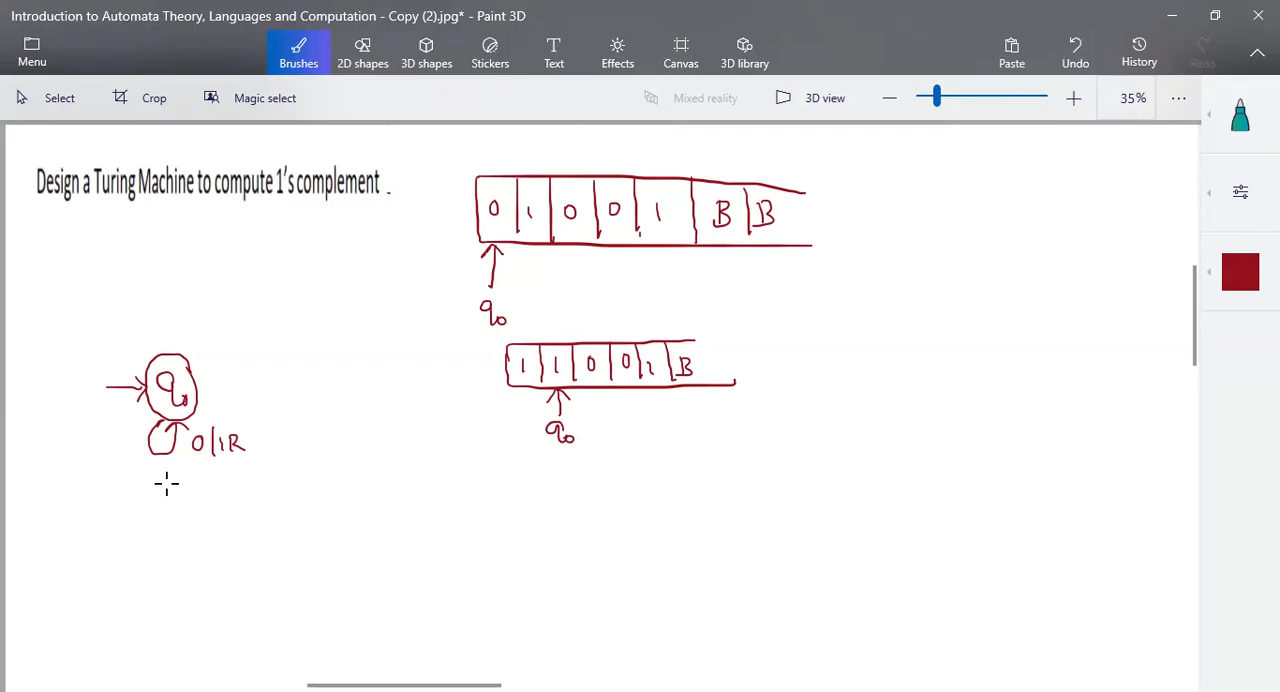 Introduction to Automata Theory, Languages and Computation - Copy (2).jpg* - Paint 3D
Menu
Brushes
2D shapes
3D shapes
Stickers
Text
Effects
Canvas
3D library
Paste
Undo
History
Redo
Select
Crop
Magic select
Mixed reality
3D view
35%
Design a Turing Machine to compute 1's complement .
0 1 0 0 1 B B
q0
1 1 0 0 1 B
q0
q0
0/1R